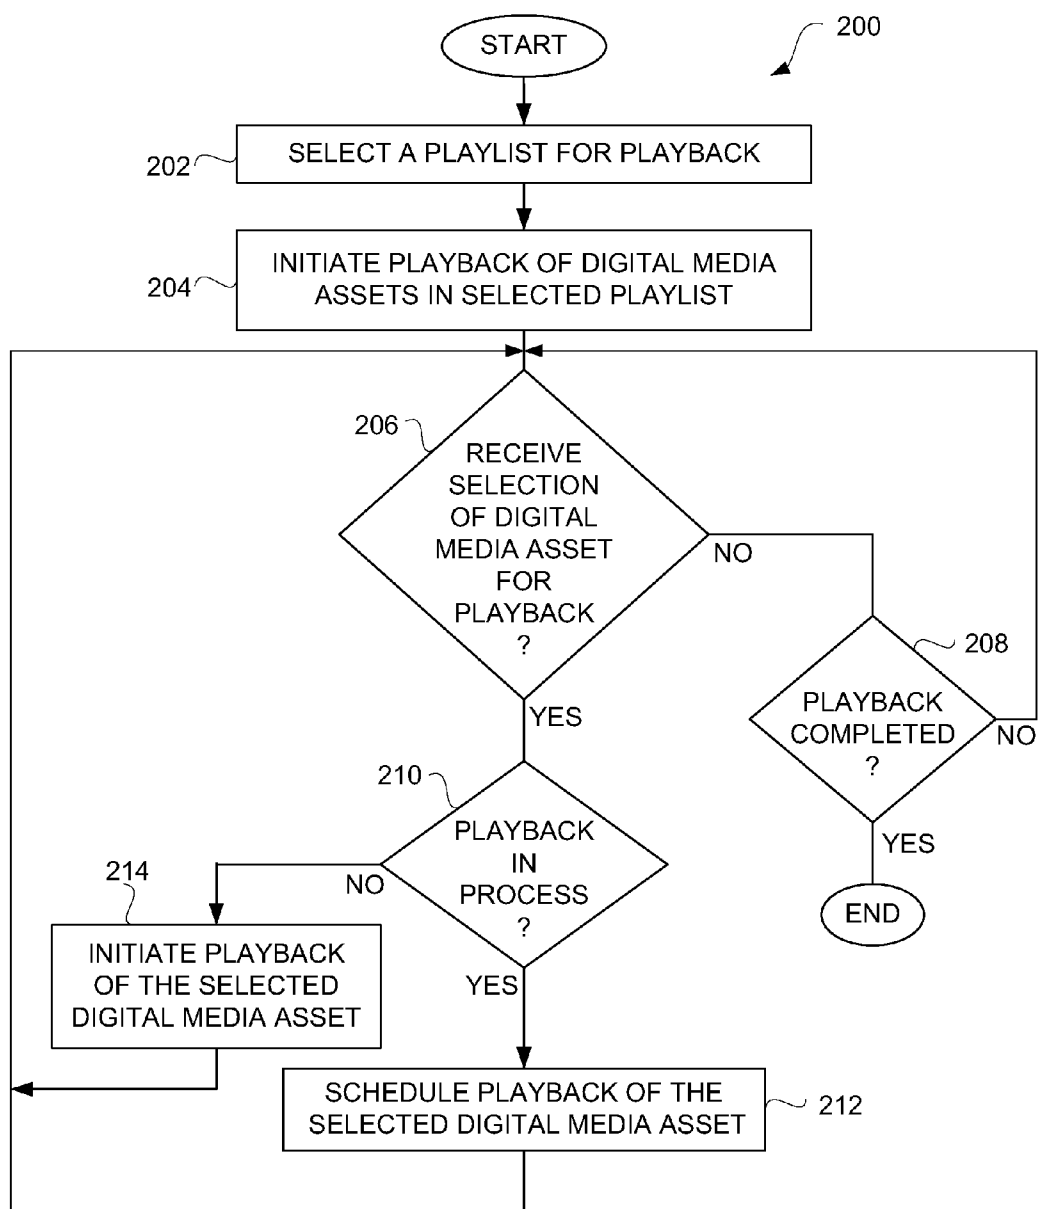 START
200
202
SELECT A PLAYLIST FOR PLAYBACK
204
INITIATE PLAYBACK OF DIGITAL MEDIA
ASSETS IN SELECTED PLAYLIST
206
RECEIVE
SELECTION
OF DIGITAL
MEDIA ASSET
FOR
PLAYBACK
?
NO
YES
208
PLAYBACK
COMPLETED
?
NO
YES
END
210
PLAYBACK
IN
PROCESS
?
NO
YES
214
INITIATE PLAYBACK
OF THE SELECTED
DIGITAL MEDIA ASSET
SCHEDULE PLAYBACK OF THE
SELECTED DIGITAL MEDIA ASSET
212